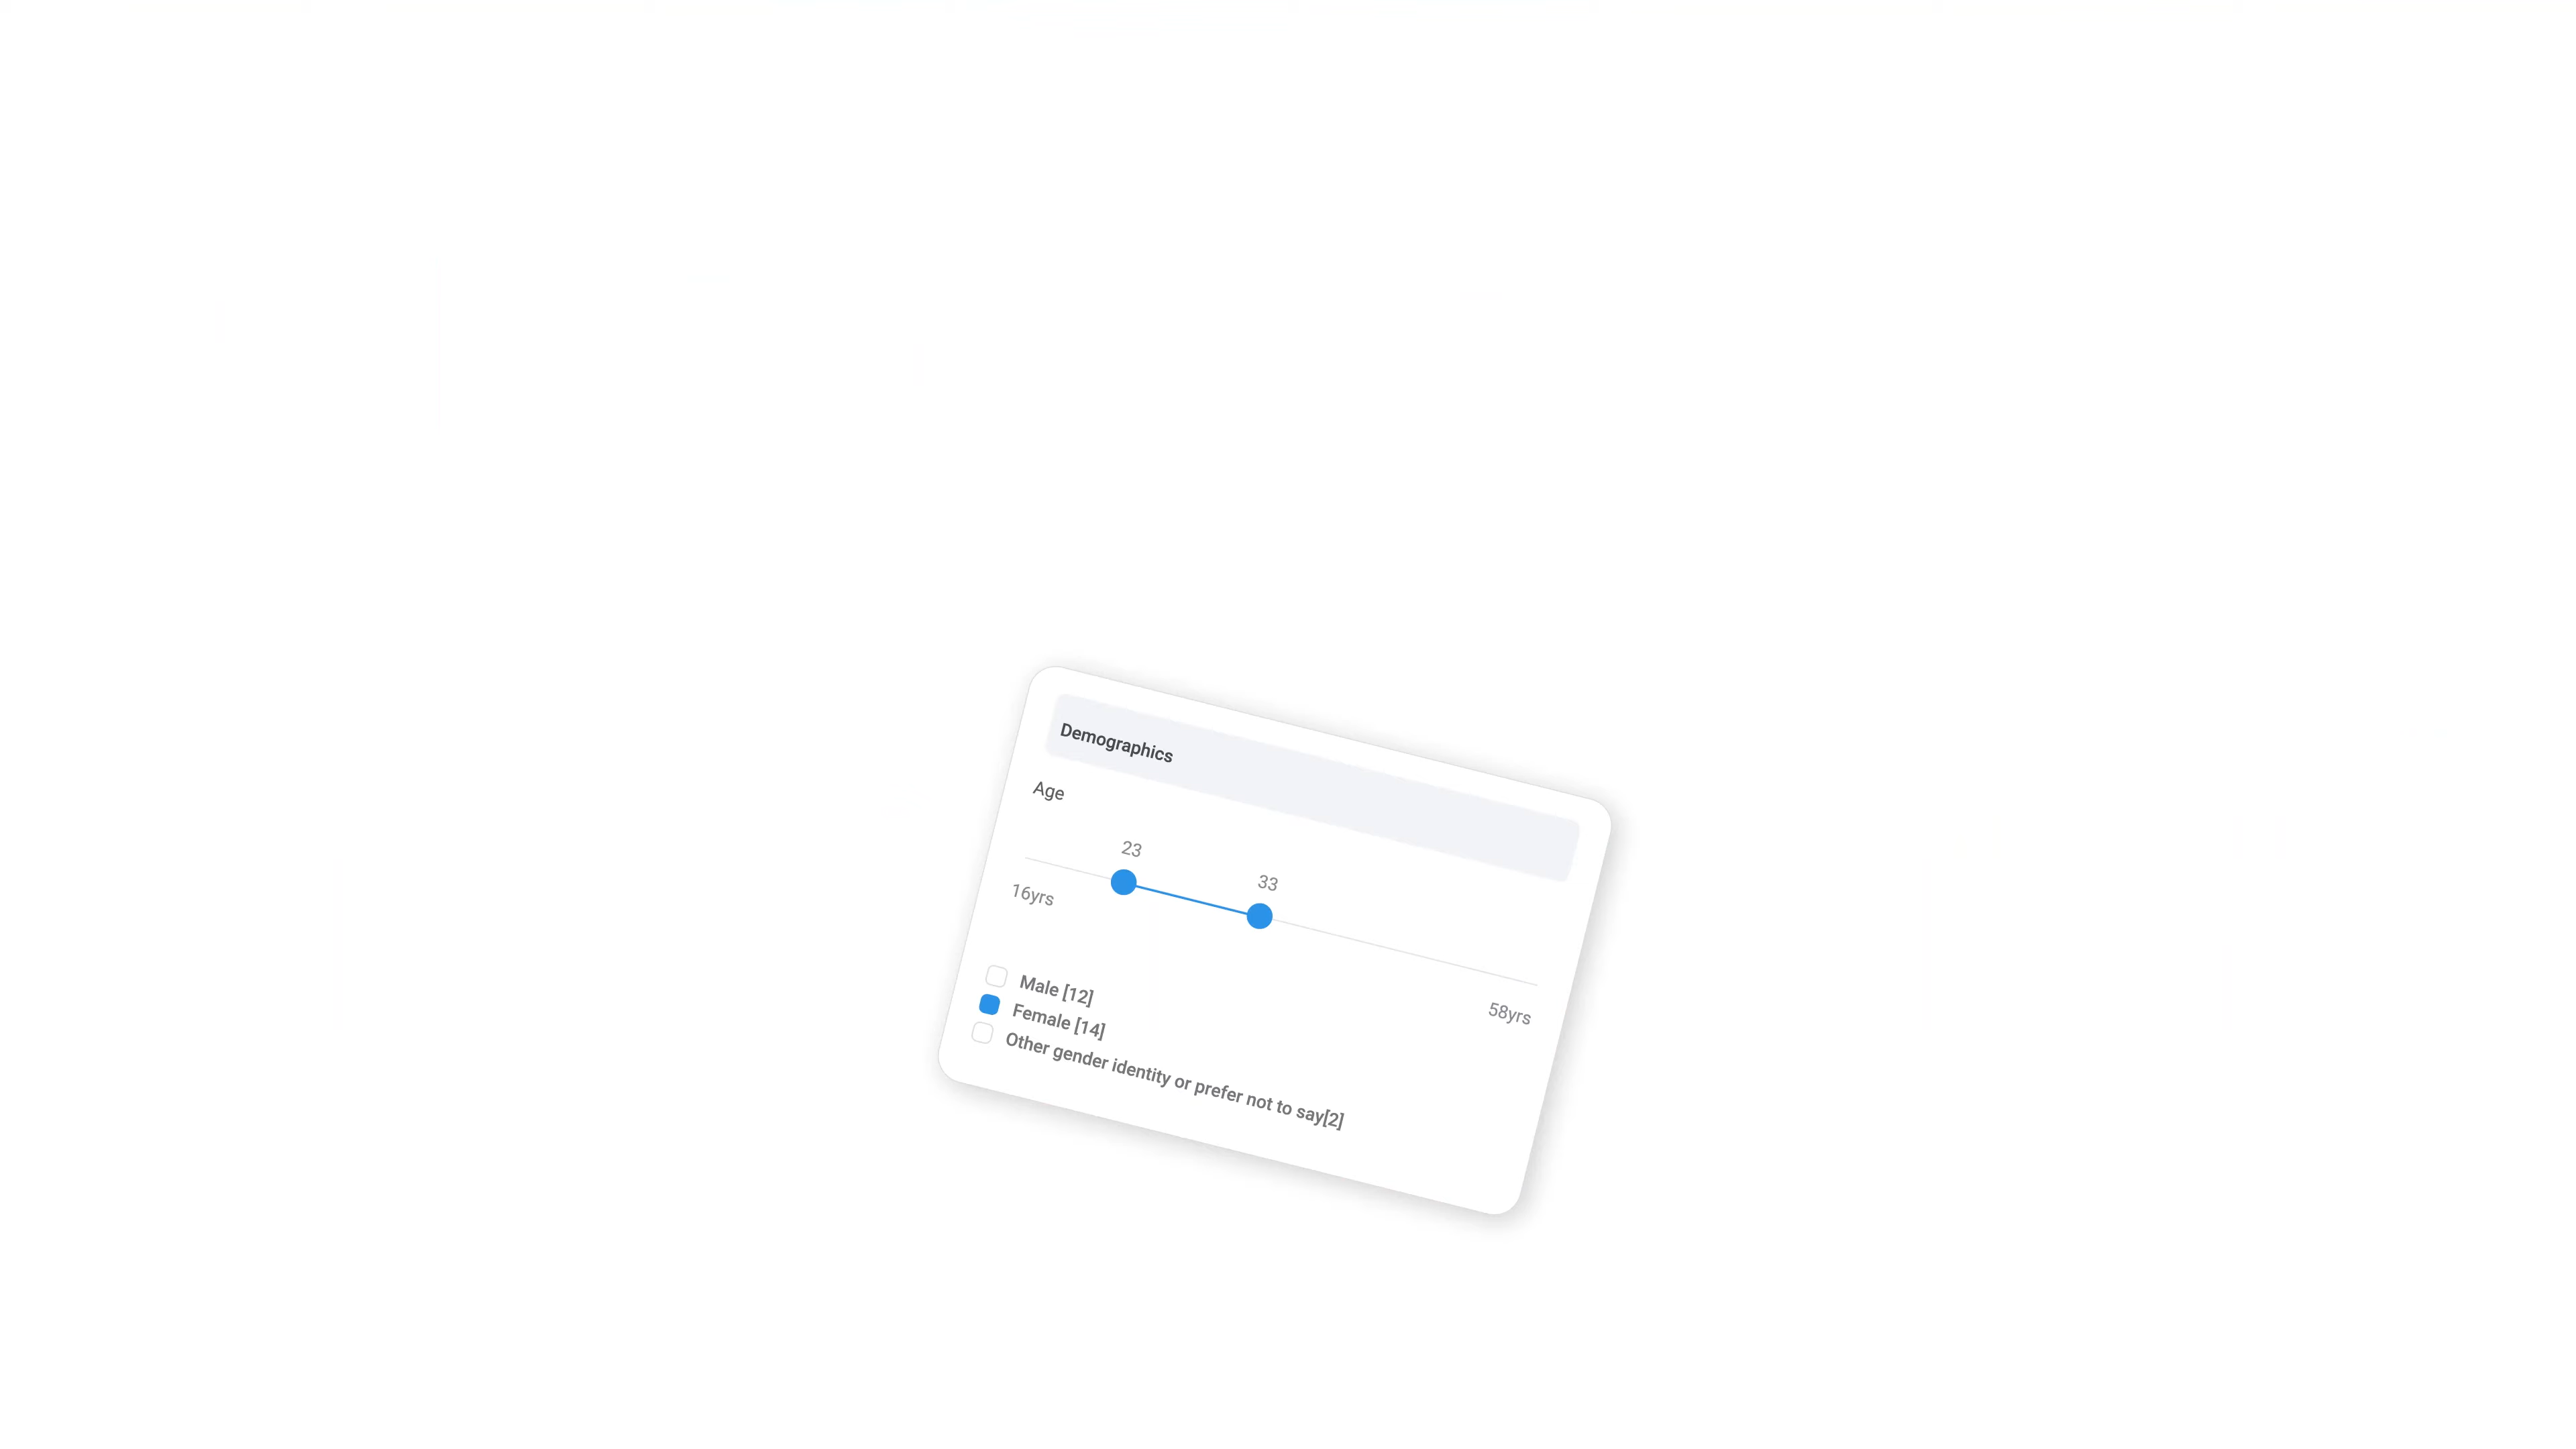 Demographics
Age
23
33
16yrs
58yrs
Male [12]
Female [14]
Other gender identity or prefer not to say[2]